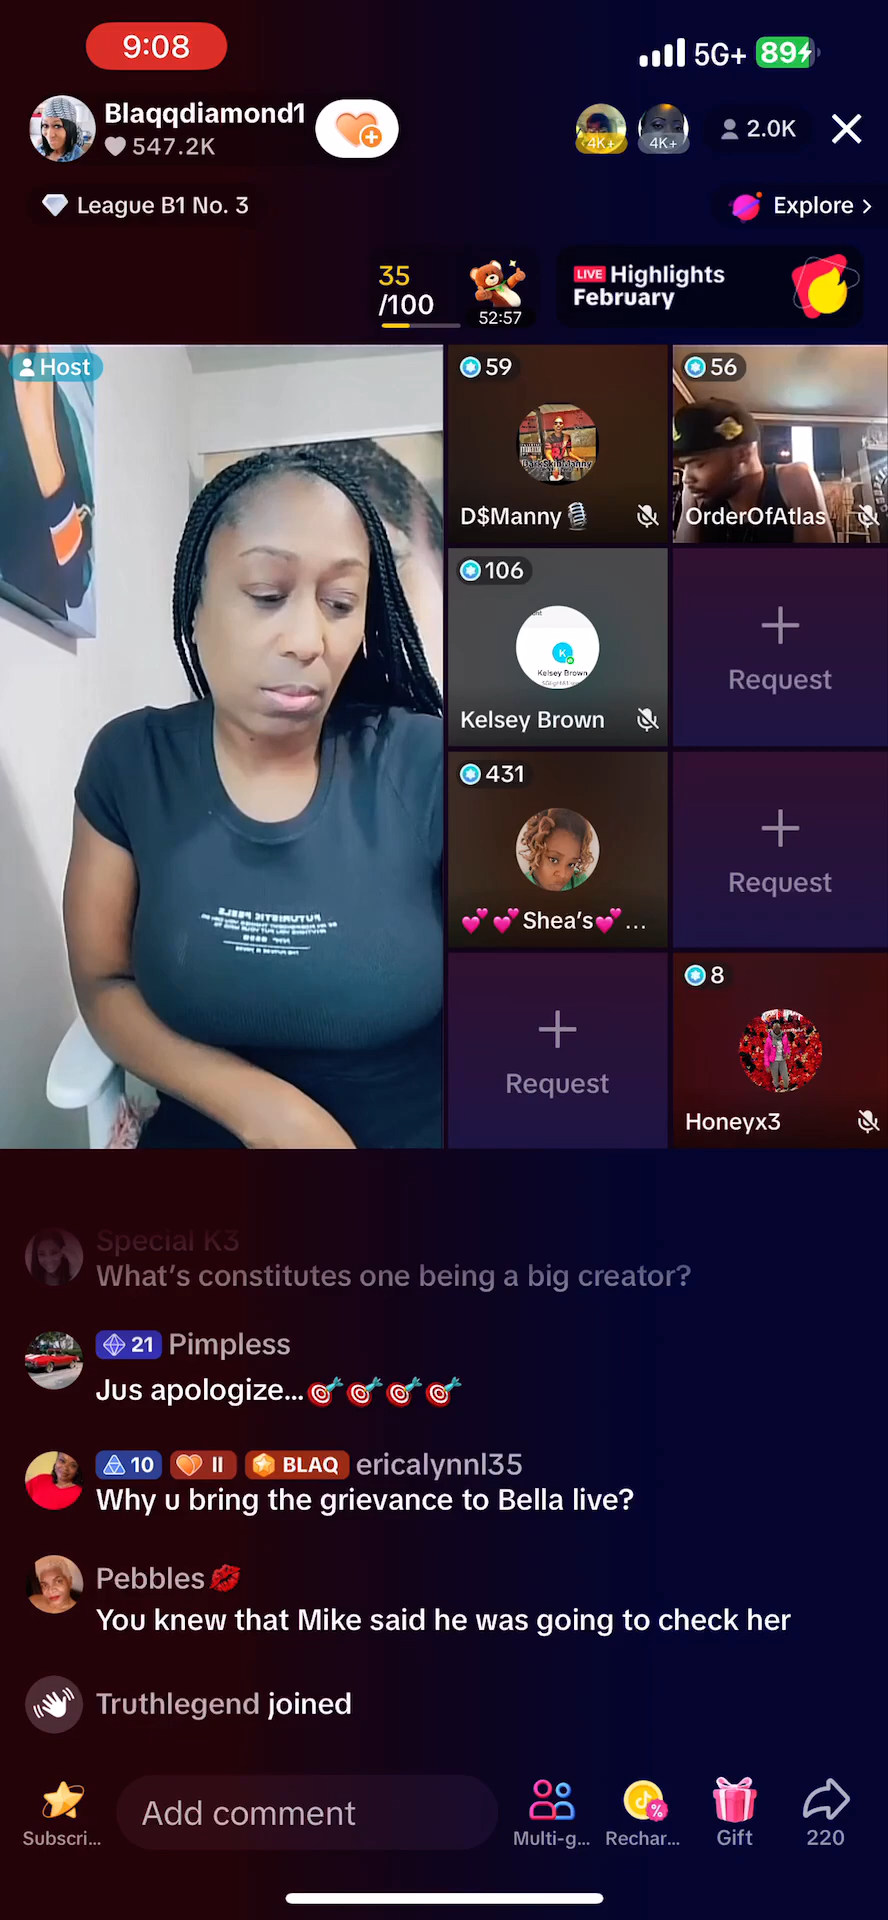 9:08
5G+ 89
Blaqqdiamond1
547.2K
4K+
4K+
2.0K
League B1 No. 3
Explore >
35
/100
52:57
LIVE Highlights
February
Host
59
D$Manny
56
OrderOfAtlas
106
Kelsey Brown
Kelsey Brown
Request
431
Shea's...
Request
Request
8
Honeyx3
Special K3
What's constitutes one being a big creator?
21 Pimpless
Jus apologize...
10 II BLAQ ericalynnl35
Why u bring the grievance to Bella live?
Pebbles
You knew that Mike said he was going to check her
Truthlegend joined
Add comment
Subscri...
Multi-g...
Rechar...
Gift
220